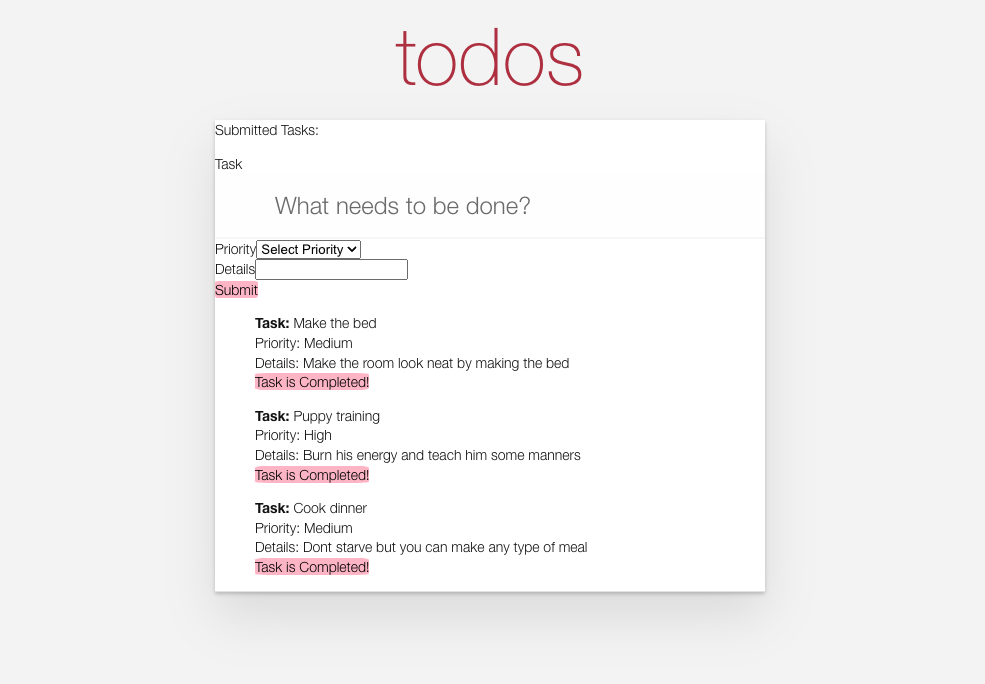 todos
Submitted Tasks:
Task
What needs to be done?
Priority Select Priority
Details
Submit
Task: Make the bed
Priority: Medium
Details: Make the room look neat by making the bed
Task is Completed!
Task: Puppy training
Priority: High
Details: Burn his energy and teach him some manners
Task is Completed!
Task: Cook dinner
Priority: Medium
Details: Dont starve but you can make any type of meal
Task is Completed!